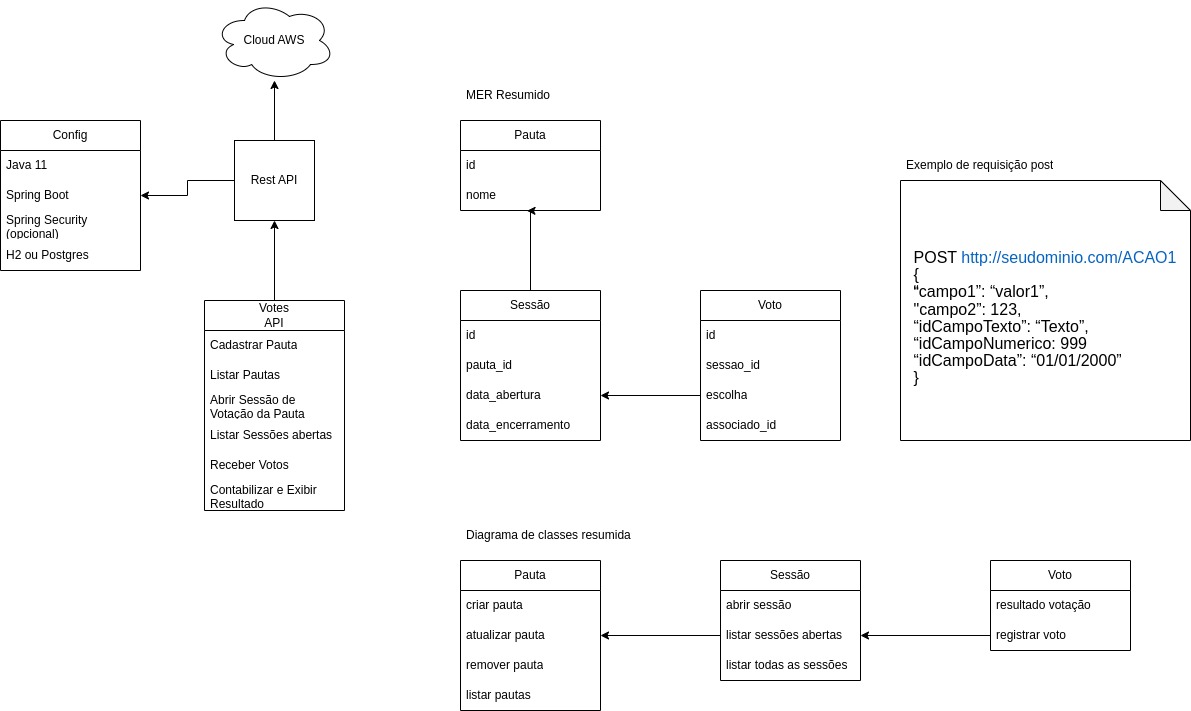 Cloud AWS
Config
Java 11
Spring Boot
Spring Security
(opcional)
H2 ou Postgres
Rest API
Votes
API
Cadastrar Pauta
Listar Pautas
Abrir Sessão de
Votação da Pauta
Listar Sessões abertas
Receber Votos
Contabilizar e Exibir
Resultado
MER Resumido
Pauta
id
nome
Sessão
id
pauta_id
data_abertura
data_encerramento
Voto
id
sessao_id
escolha
associado_id
Exemplo de requisição post
POST http://seudominio.com/ACAO1
{
“campo1”: “valor1”,
"campo2”: 123,
“idCampoTexto”: “Texto”,
“idCampoNumerico: 999
“idCampoData”: “01/01/2000”
}
Diagrama de classes resumida
Pauta
criar pauta
atualizar pauta
remover pauta
listar pautas
Sessão
abrir sessão
listar sessões abertas
listar todas as sessões
Voto
resultado votação
registrar voto